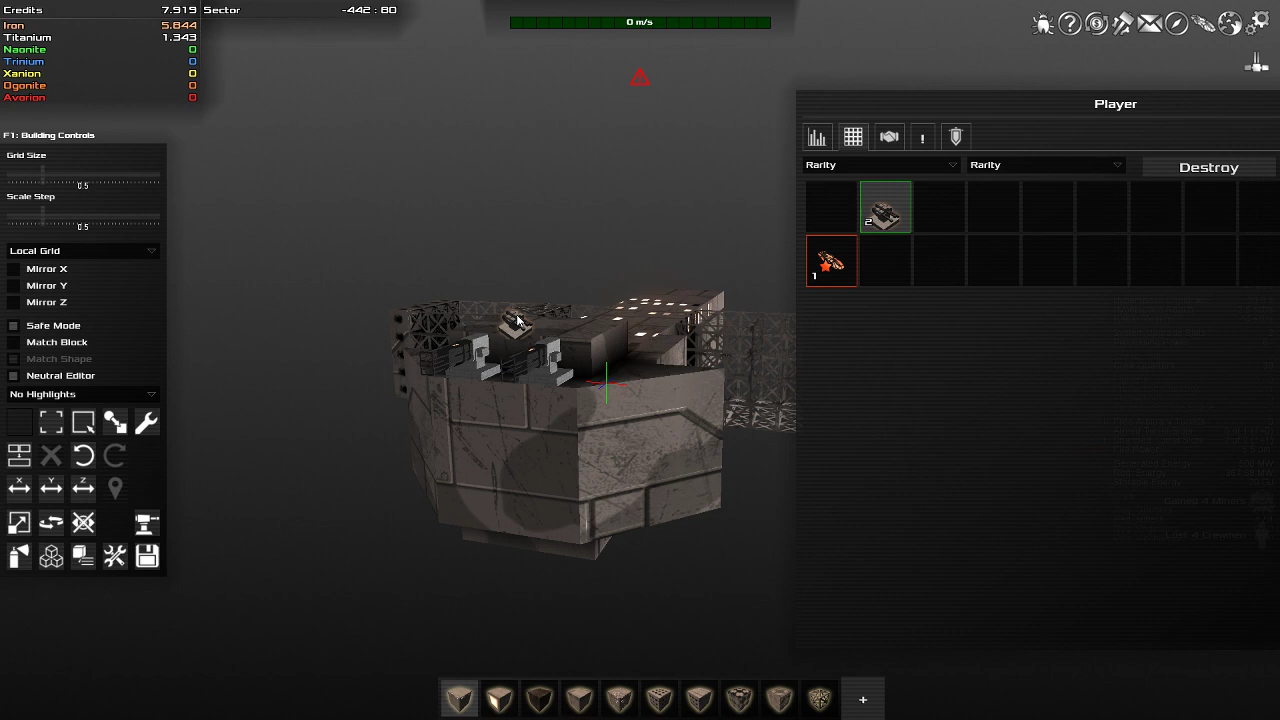 Credits 7.919 Sector -442 : 80
Iron 5.844
Titanium 1.343
Naonite 0
Trinium 0
Xanion 0
Ogonite 0
Avorion 0
0 m/s
F1: Building Controls
Grid Size
0.5
Scale Step
0.5
Local Grid
Mirror X
Mirror Y
Mirror Z
Safe Mode
Match Block
Match Shape
Neutral Editor
No Highlights
X Y Z
Player
Rarity Rarity Destroy
2
1
+